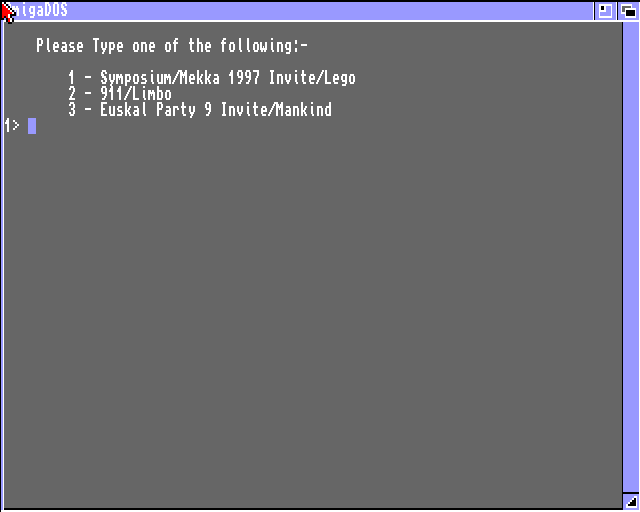 AmigaDOS
Please Type one of the following:-
1 - Symposium/Mekka 1997 Invite/Lego
2 - 911/Limbo
3 - Euskal Party 9 Invite/Mankind
1>